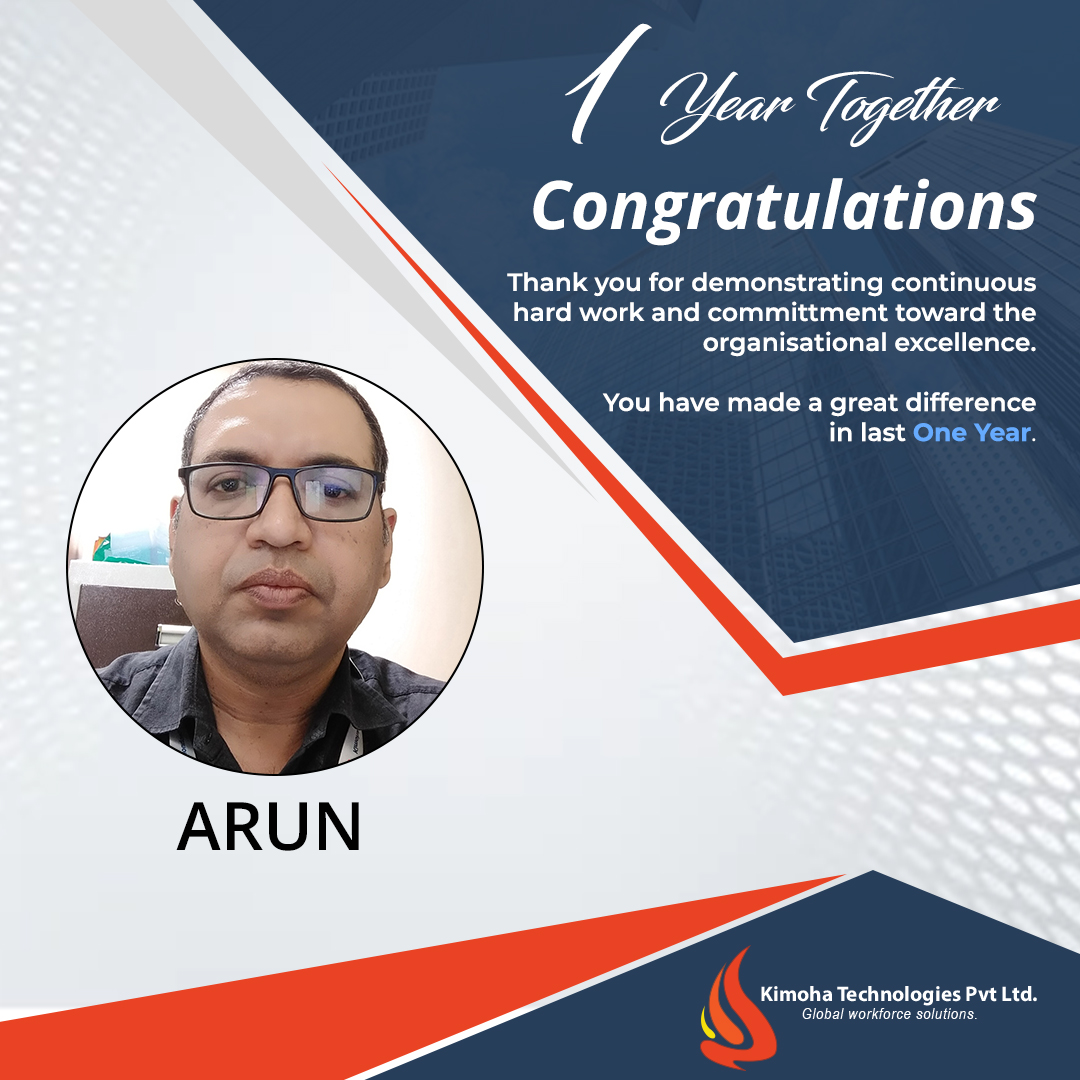 1 Year Together
Congratulations
Thank you for demonstrating continuous
hard work and committment toward the
organisational excellence.
You have made a great difference
in last One Year.
ARUN
Kimoha Technologies Pvt Ltd.
Global workforce solutions.